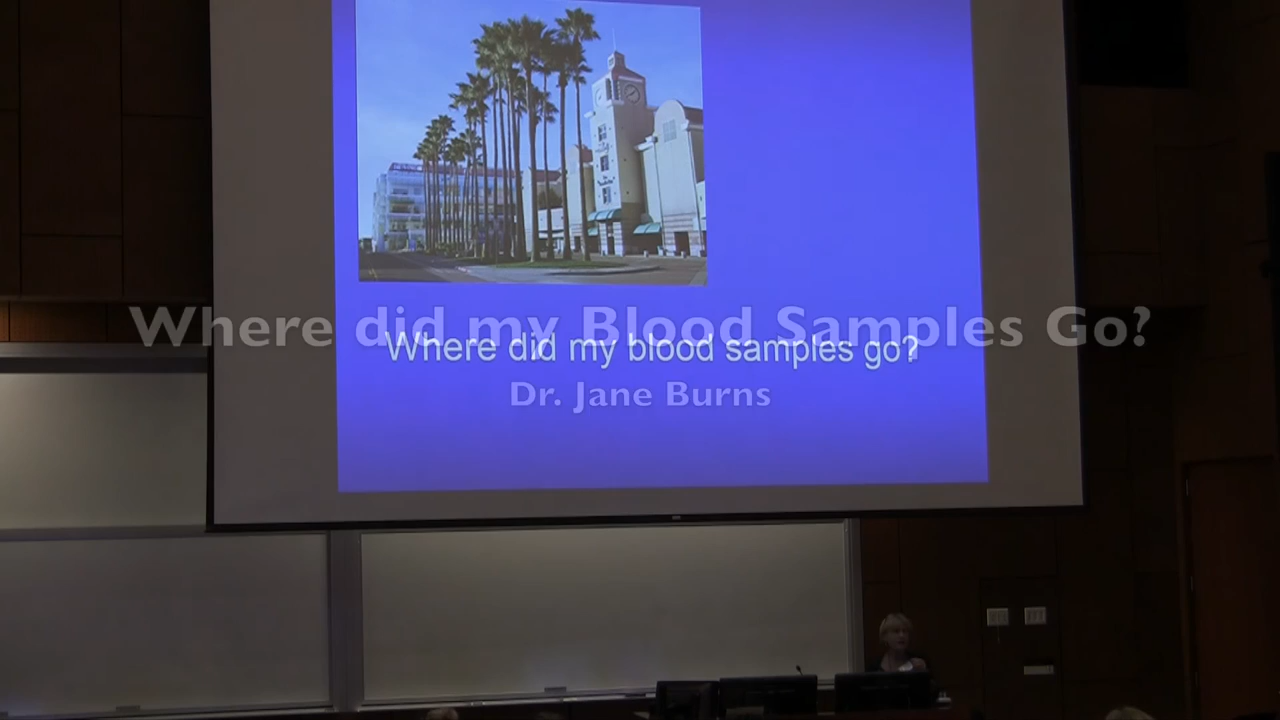 Where did my Blood Samples Go?
Where did my blood samples go?
Dr. Jane Burns